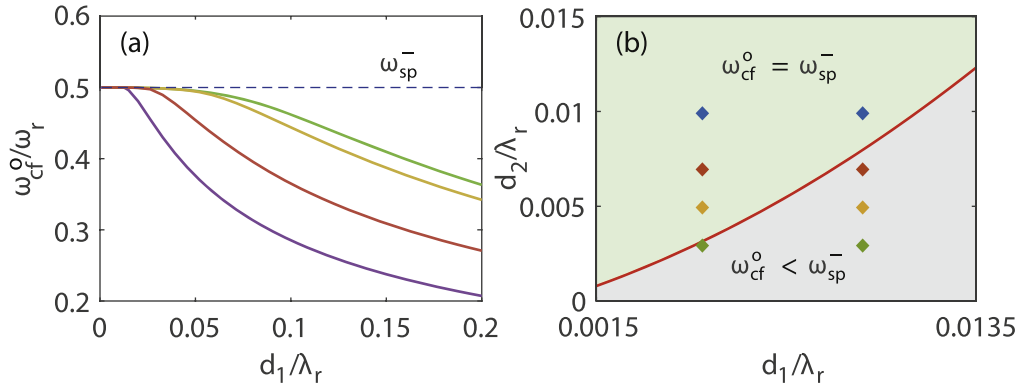 (a)
ω_sp^-
0.6
0.5
0.4
0.3
0.2
ω_cf^o/ω_r
0
0.05
0.1
0.15
0.2
d_1/λ_r
(b)
ω_cf^o = ω_sp^-
ω_cf^o < ω_sp^-
0.015
0.01
0.005
0
d_2/λ_r
0.0015
0.0135
d_1/λ_r